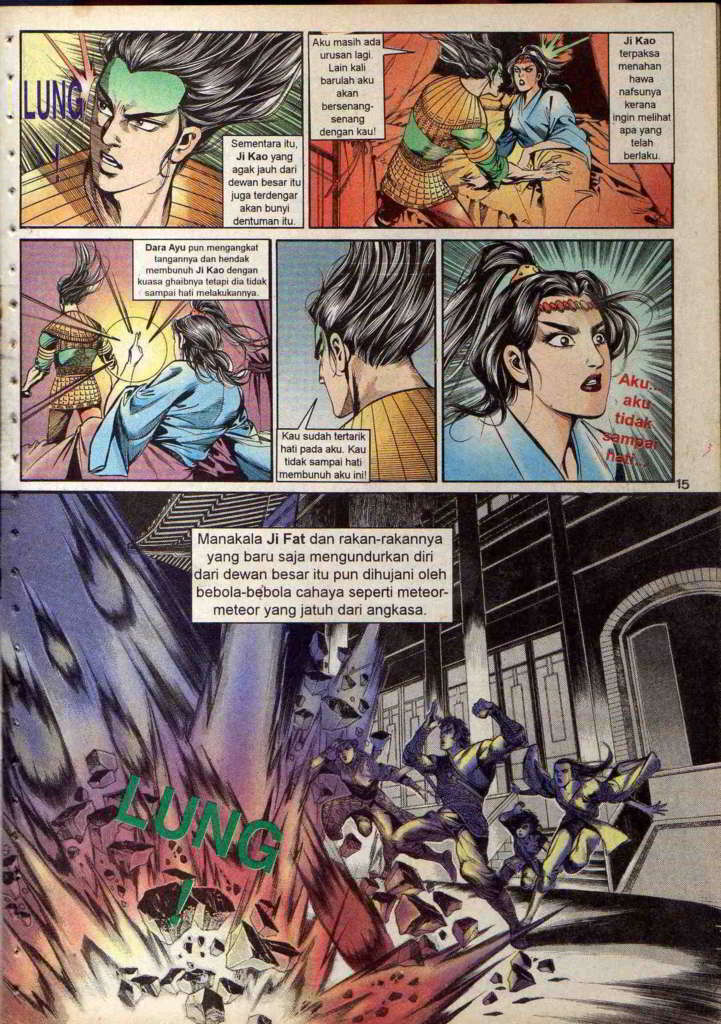 LUNG
!
Sementara itu,
Ji Kao yang
agak jauh dari
dewan besar itu
juga terdengar
akan bunyi
dentuman itu.
Aku masih ada
urusan lagi.
Lain kali
barulah aku
akan
bersenang-
senang
dengan kau!
Ji Kao
terpaksa
menahan
hawa
nafsunya
kerana
ingin melihat
apa yang
telah
berlaku.
Dara Ayu pun mengangkat
tangannya dan hendak
membunuh Ji Kao dengan
kuasa ghaibnya tetapi dia tidak
sampai hati melakukannya.
Kau sudah tertarik
hati pada aku. Kau
tidak sampai hati
membunuh aku ini!
Aku..
aku
tidak
sampai
hati...
15
Manakala Ji Fat dan rakan-rakannya
yang baru saja mengundurkan diri
dari dewan besar itu pun dihujani oleh
bebola-bebola cahaya seperti meteor-
meteor yang jatuh dari angkasa.
LUNG
!